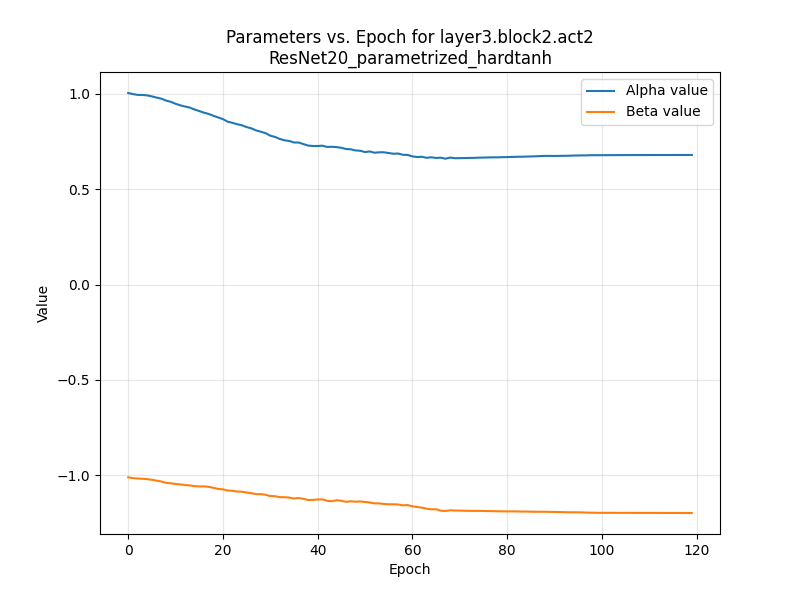 Parameters vs. Epoch for layer3.block2.act2
ResNet20_parametrized_hardtanh
Alpha value
Beta value
1.0
0.5
0.0
−0.5
−1.0
Value
0 20 40 60 80 100 120
Epoch